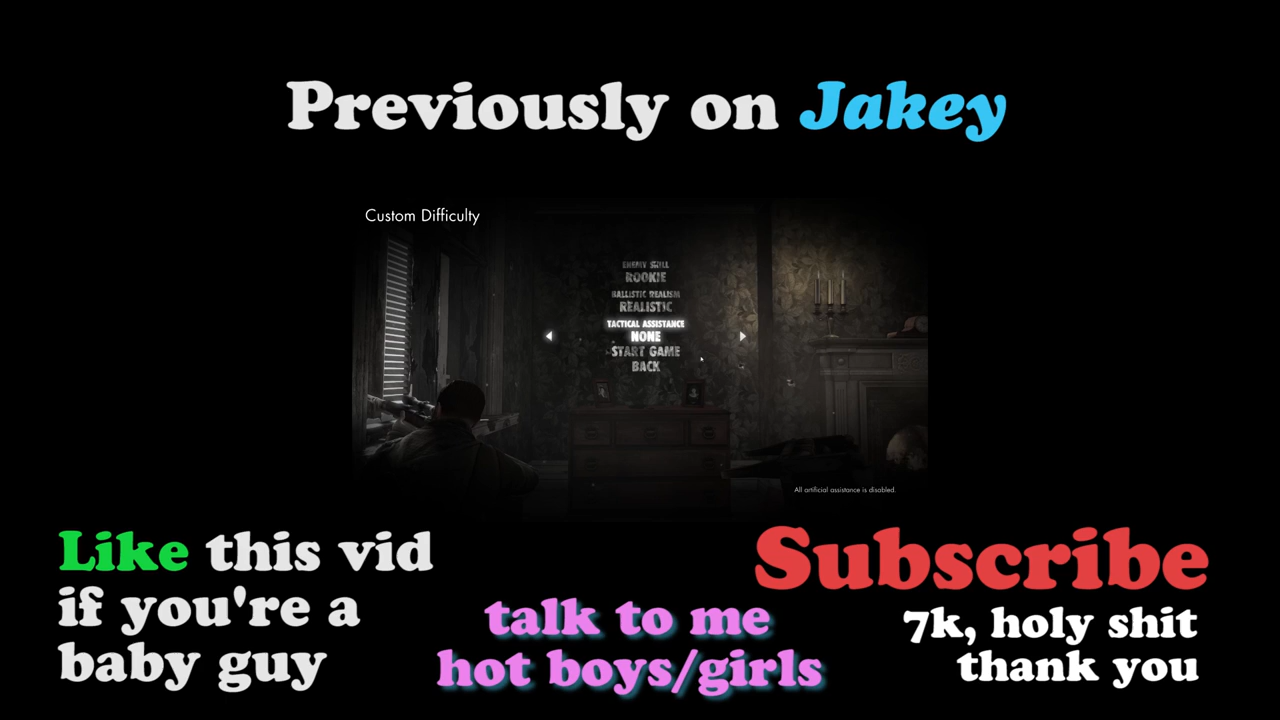 Previously on Jakey
Custom Difficulty
ENEMY SKILL
ROOKIE
BALLISTIC REALISM
REALISTIC
TACTICAL ASSISTANCE
NONE
START GAME
BACK
All artificial assistance is disabled.
Like this vid
if you're a
baby guy
talk to me
hot boys/girls
Subscribe
7k, holy shit
thank you